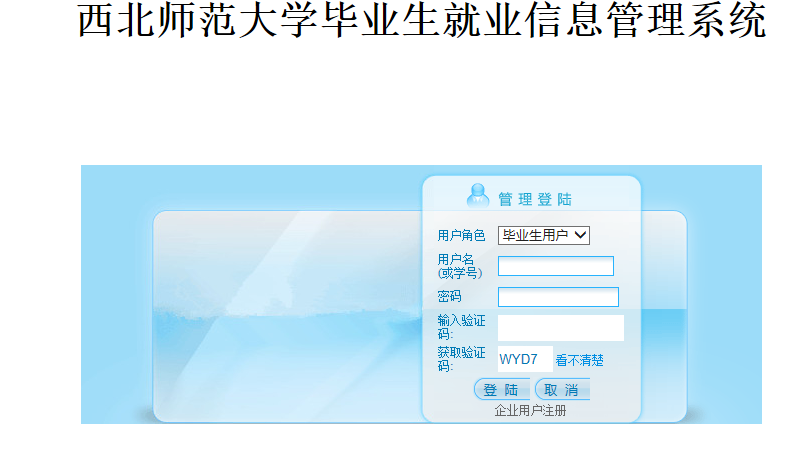 西北师范大学毕业生就业信息管理系统
管理登陆
用户角色 毕业生用户
用户名
(或学号)
密码
输入验证
码:
获取验证
码: WYD7 看不清楚
登 陆 取 消
企业用户注册